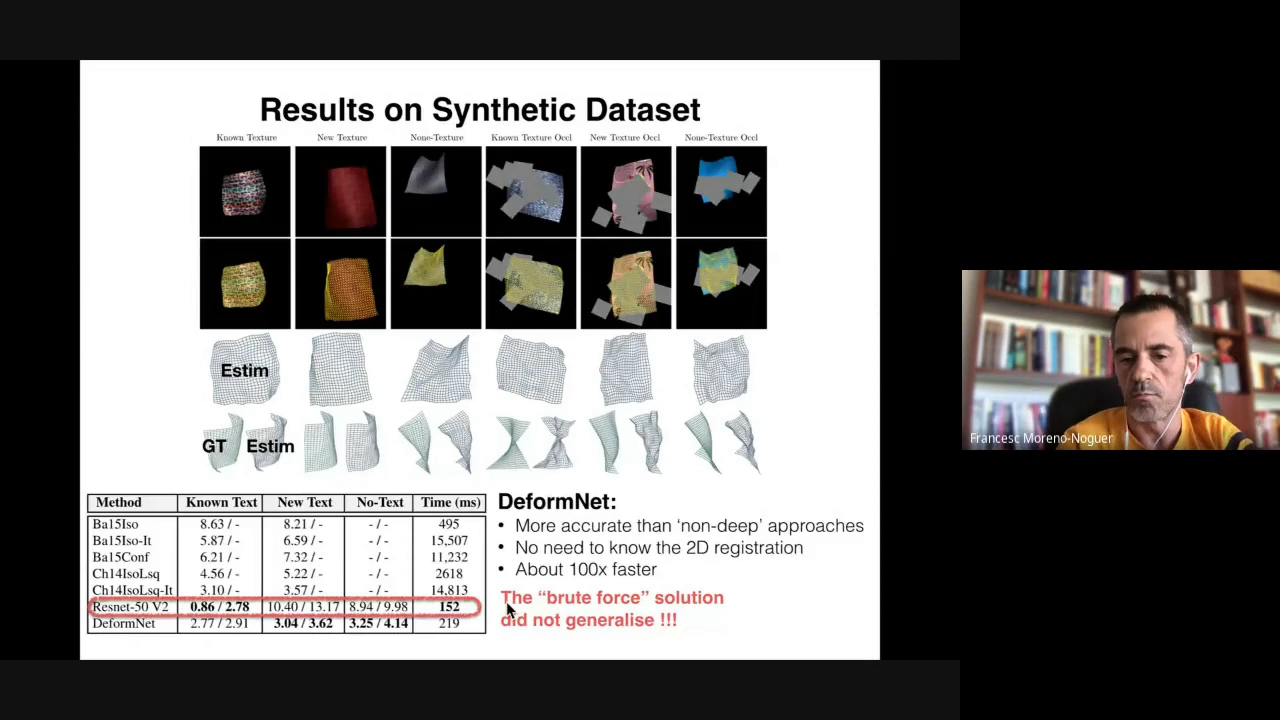 Results on Synthetic Dataset
Known Texture New Texture None-Texture Known Texture Occl New Texture Occl None-Texture Occl
Estim
GT Estim
Method Known Text New Text No-Text Time (ms)
Ba15Iso 8.63 / - 8.21 / - - / - 495
Ba15Iso-It 5.87 / - 6.59 / - - / - 15,507
Ba15Conf 6.21 / - 7.32 / - - / - 11,232
Ch14IsoLsq 4.56 / - 5.22 / - - / - 2618
Ch14IsoLsq-It 3.10 / - 3.57 / - - / - 14,813
Resnet-50 V2 0.86 / 2.78 10.40 / 13.17 8.94 / 9.98 152
DeformNet 2.77 / 2.91 3.04 / 3.62 3.25 / 4.14 219
DeformNet:
• More accurate than ‘non-deep’ approaches
• No need to know the 2D registration
• About 100x faster
The “brute force” solution
did not generalise !!!
Francesc Moreno-Noguer